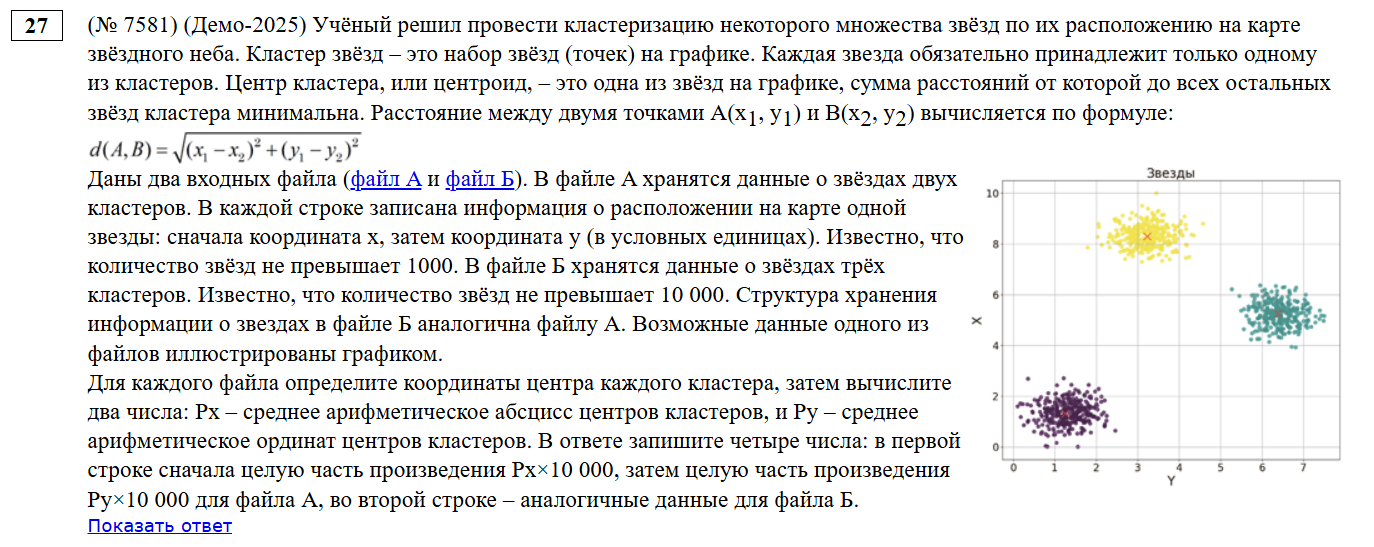 27
(№ 7581) (Демо-2025) Учёный решил провести кластеризацию некоторого множества звёзд по их расположению на карте
звёздного неба. Кластер звёзд – это набор звёзд (точек) на графике. Каждая звезда обязательно принадлежит только одному
из кластеров. Центр кластера, или центроид, – это одна из звёзд на графике, сумма расстояний от которой до всех остальных
звёзд кластера минимальна. Расстояние между двумя точками A(x1, y1) и B(x2, y2) вычисляется по формуле:
d(A, B) = √(x1 − x2)² + (y1 − y2)²
Даны два входных файла (файл A и файл Б). В файле A хранятся данные о звёздах двух
кластеров. В каждой строке записана информация о расположении на карте одной
звезды: сначала координата x, затем координата y (в условных единицах). Известно, что
количество звёзд не превышает 1000. В файле Б хранятся данные о звёздах трёх
кластеров. Известно, что количество звёзд не превышает 10 000. Структура хранения
информации о звездах в файле Б аналогична файлу А. Возможные данные одного из
файлов иллюстрированы графиком.
Для каждого файла определите координаты центра каждого кластера, затем вычислите
два числа: Px – среднее арифметическое абсцисс центров кластеров, и Py – среднее
арифметическое ординат центров кластеров. В ответе запишите четыре числа: в первой
строке сначала целую часть произведения Px×10 000, затем целую часть произведения
Py×10 000 для файла А, во второй строке – аналогичные данные для файла Б.
Показать ответ
Звезды
10
8
6
4
2
0
X
0 1 2 3 4 5 6 7
Y